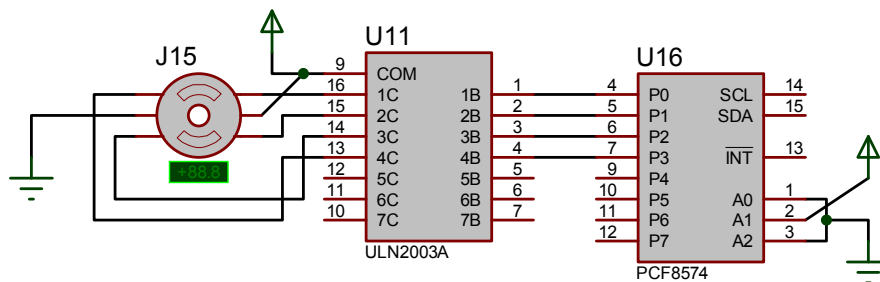 J15
+88.8
U11
9 COM
16 1C 1B 1
15 2C 2B 2
14 3C 3B 3
13 4C 4B 4
12 5C 5B 5
11 6C 6B 6
10 7C 7B 7
ULN2003A
U16
4 P0 SCL 14
5 P1 SDA 15
6 P2
7 P3 INT 13
9 P4
10 P5 A0 1
11 P6 A1 2
12 P7 A2 3
PCF8574